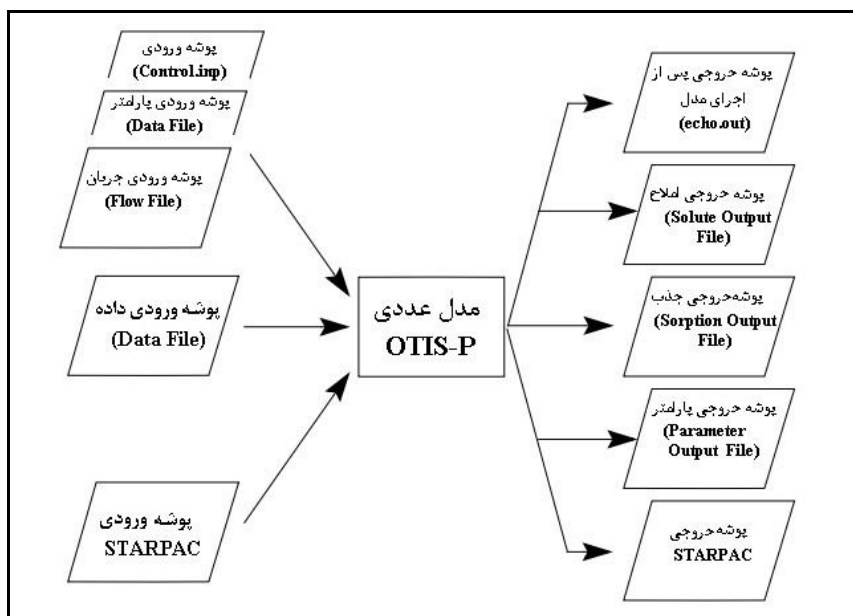 پوشه ورودی
(Control.inp)
پوشه ورودی پارامتر
(Data File)
پوشه ورودی جریان
(Flow File)
پوشه ورودی داده
(Data File)
پوشه ورودی
STARPAC
مدل عددی
OTIS-P
پوشه خروجی پس از
اجرای مدل
(echo.out)
پوشه خروجی املاح
(Solute Output
File)
پوشه خروجی جذب
(Sorption Output
File)
پوشه خروجی پارامتر
(Parameter
Output File)
پوشه خروجی
STARPAC